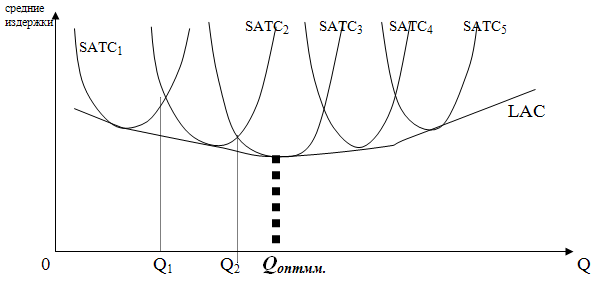 средние
издержки
SATC1
SATC2
SATC3
SATC4
SATC5
LAC
0
Q1
Q2
Qоптим.
Q